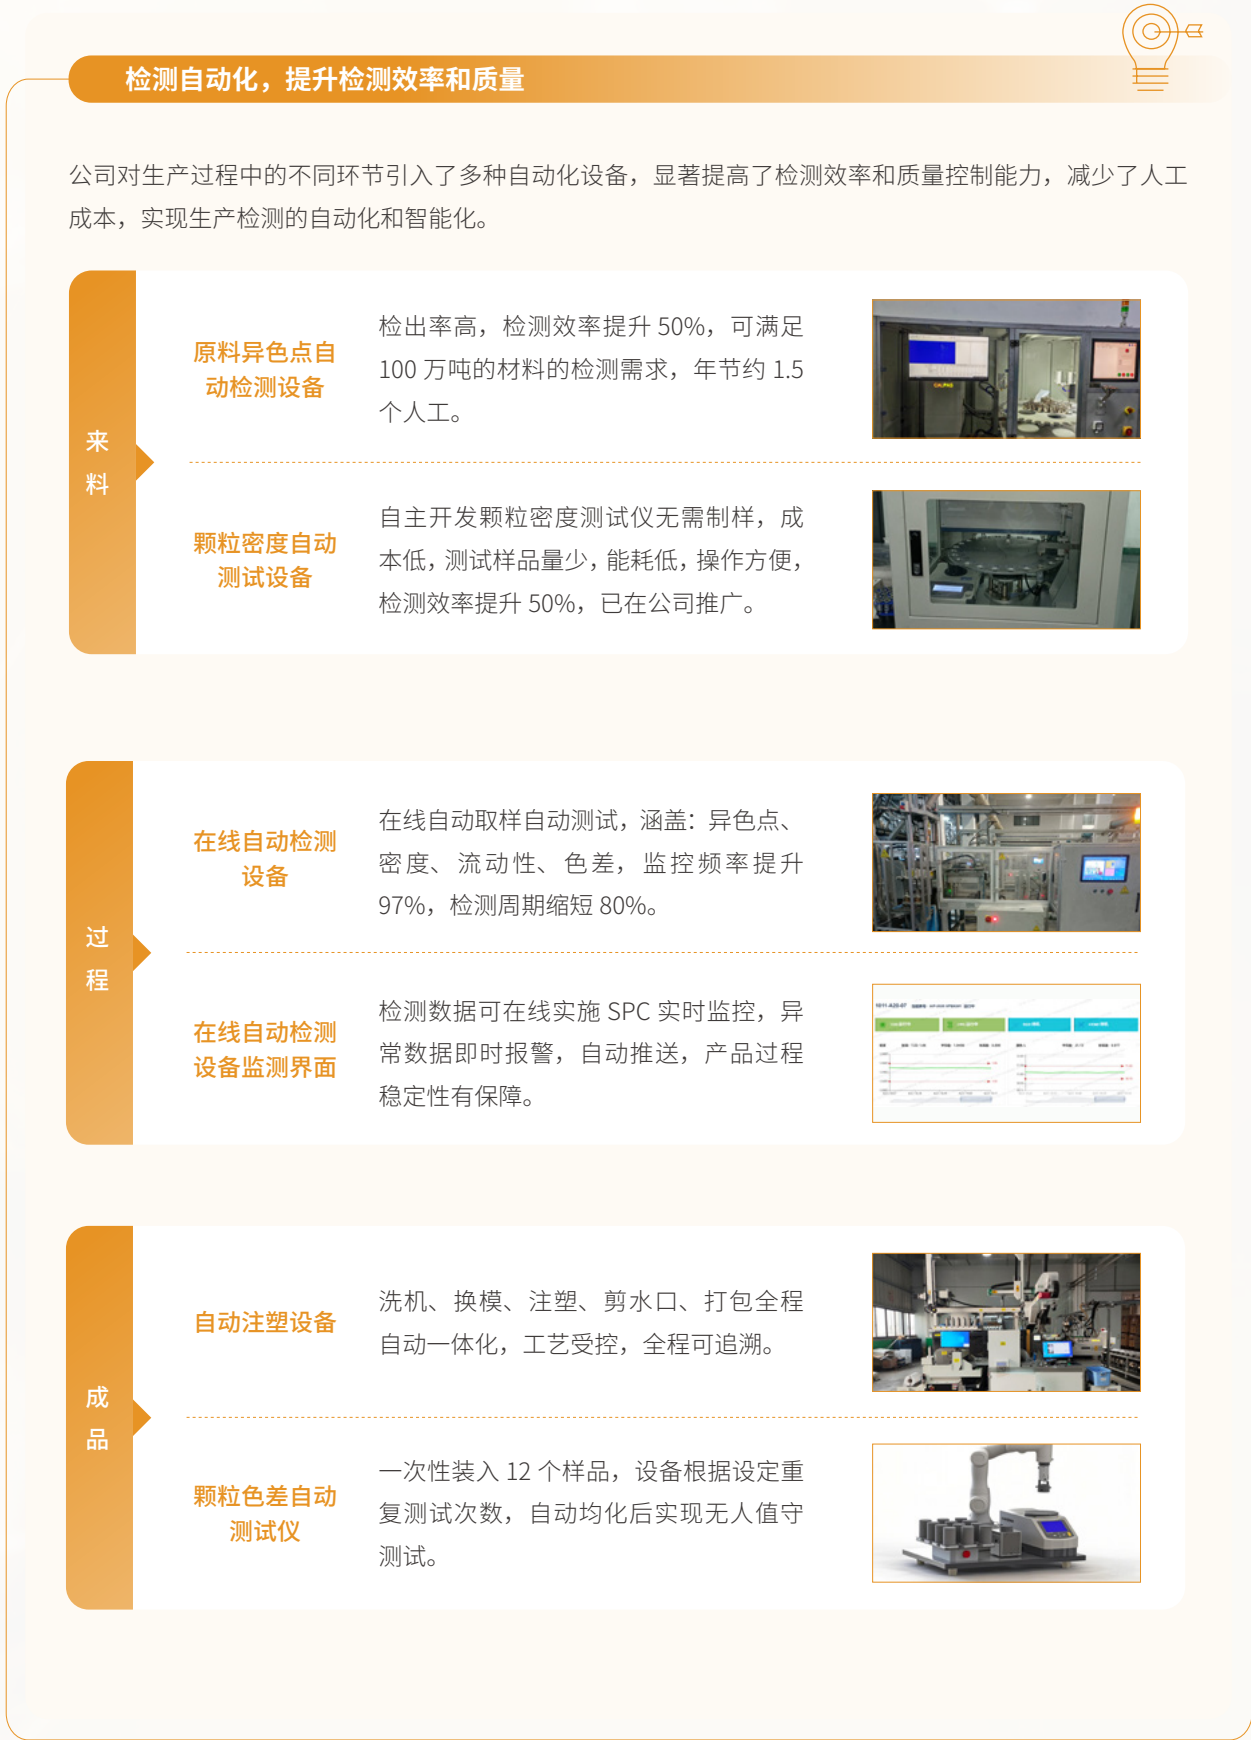 检测自动化，提升检测效率和质量
公司对生产过程中的不同环节引入了多种自动化设备，显著提高了检测效率和质量控制能力，减少了人工
成本，实现生产检测的自动化和智能化。
来
料
原料异色点自
动检测设备
检出率高，检测效率提升 50%，可满足
100 万吨的材料的检测需求，年节约 1.5
个人工。
颗粒密度自动
测试设备
自主开发颗粒密度测试仪无需制样，成
本低，测试样品量少，能耗低，操作方便，
检测效率提升 50%，已在公司推广。
过
程
在线自动检测
设备
在线自动取样自动测试，涵盖：异色点、
密度、流动性、色差，监控频率提升
97%，检测周期缩短 80%。
在线自动检测
设备监测界面
检测数据可在线实施 SPC 实时监控，异
常数据即时报警，自动推送，产品过程
稳定性有保障。
成
品
自动注塑设备
洗机、换模、注塑、剪水口、打包全程
自动一体化，工艺受控，全程可追溯。
颗粒色差自动
测试仪
一次性装入 12 个样品，设备根据设定重
复测试次数，自动均化后实现无人值守
测试。